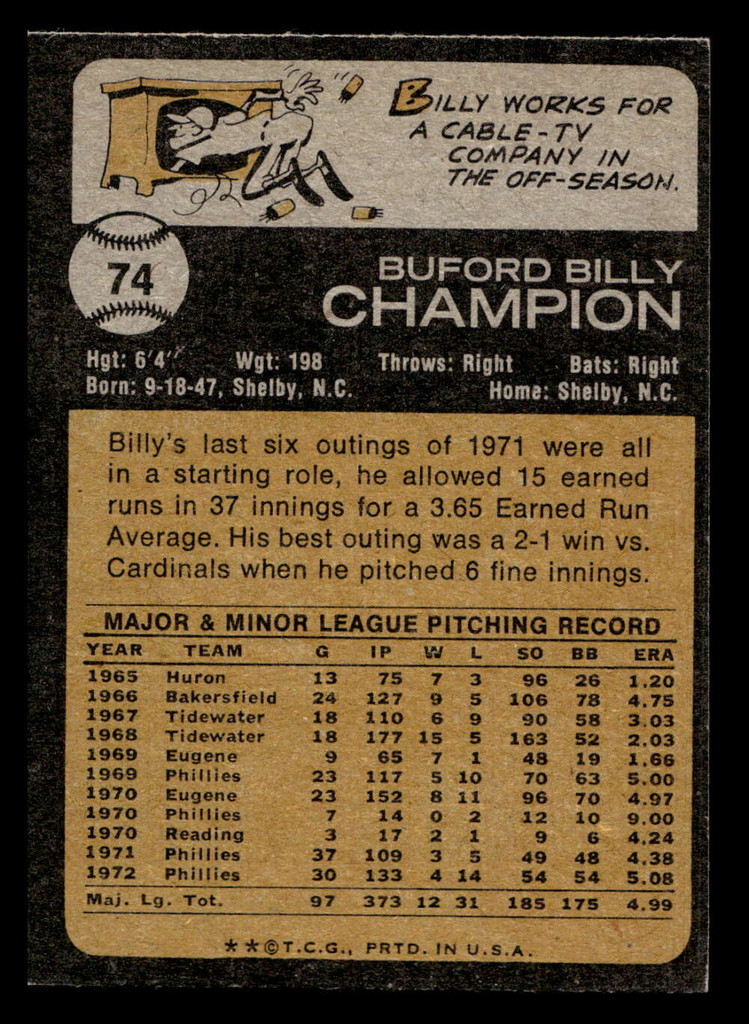 BILLY WORKS FOR
A CABLE-TV
COMPANY IN
THE OFF-SEASON.
74
BUFORD BILLY
CHAMPION
Hgt: 6'4" Wgt: 198 Throws: Right Bats: Right
Born: 9-18-47, Shelby, N.C. Home: Shelby, N.C.
Billy's last six outings of 1971 were all
in a starting role, he allowed 15 earned
runs in 37 innings for a 3.65 Earned Run
Average. His best outing was a 2-1 win vs.
Cardinals when he pitched 6 fine innings.
MAJOR & MINOR LEAGUE PITCHING RECORD
YEAR TEAM G IP W L SO BB ERA
1965 Huron 13 75 7 3 96 26 1.20
1966 Bakersfield 24 127 9 5 106 78 4.75
1967 Tidewater 18 110 6 9 90 58 3.03
1968 Tidewater 18 177 15 5 163 52 2.03
1969 Eugene 9 65 7 1 48 19 1.66
1969 Phillies 23 117 5 10 70 63 5.00
1970 Eugene 23 152 8 11 96 70 4.97
1970 Phillies 7 14 0 2 12 10 9.00
1970 Reading 3 17 2 1 9 6 4.24
1971 Phillies 37 109 3 5 49 48 4.38
1972 Phillies 30 133 4 14 54 54 5.08
Maj. Lg. Tot. 97 373 12 31 185 175 4.99
**©T.C.G., PRTD. IN U.S.A.